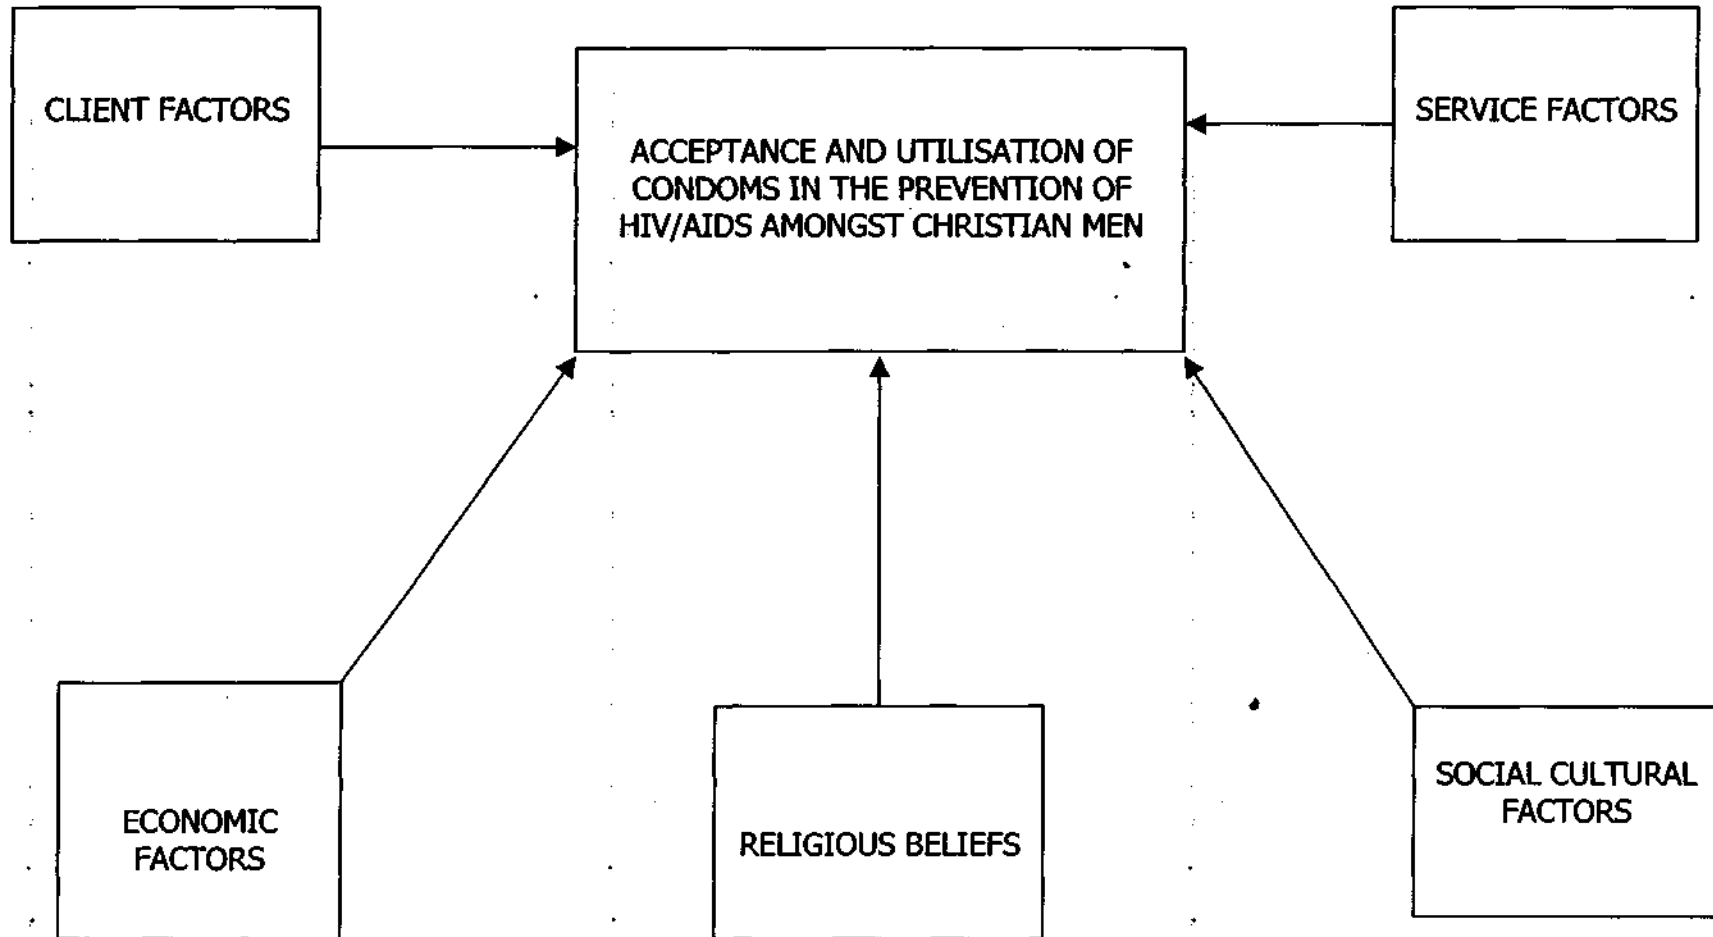 CLIENT FACTORS
ACCEPTANCE AND UTILISATION OF
CONDOMS IN THE PREVENTION OF
HIV/AIDS AMONGST CHRISTIAN MEN
SERVICE FACTORS
ECONOMIC
FACTORS
RELIGIOUS BELIEFS
SOCIAL CULTURAL
FACTORS